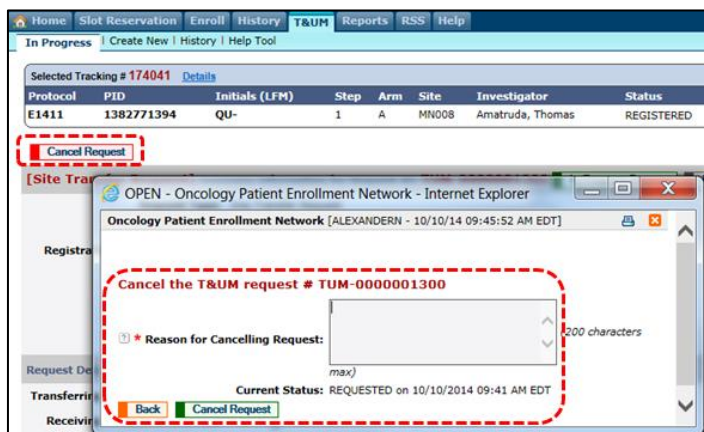 Home Slot Reservation Enroll History T&UM Reports RSS Help
In Progress | Create New | History | Help Tool
Selected Tracking # 174041 Details
Protocol PID Initials (LFM) Step Arm Site Investigator Status
E1411 1382771394 QU- 1 A MN008 Amatruda, Thomas REGISTERED
Cancel Request
[Site Tra
OPEN - Oncology Patient Enrollment Network - Internet Explorer
Oncology Patient Enrollment Network [ALEXANDERN - 10/10/14 09:45:52 AM EDT]
Registra
Cancel the T&UM request # TUM-0000001300
? * Reason for Cancelling Request: (200 characters
max)
Request De
Current Status: REQUESTED on 10/10/2014 09:41 AM EDT
Transferrin
Back Cancel Request
Receivin